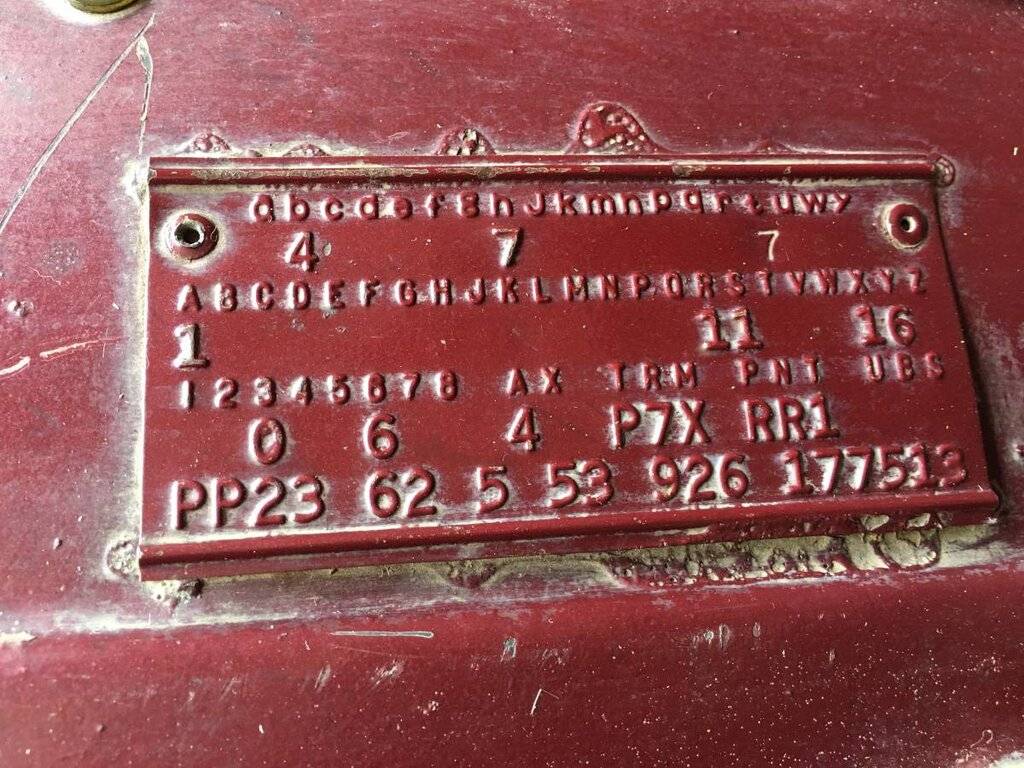 abcdefghjkmnpqrtuwy
4 7 7
ABCDEFGHJKLMNPQRSTVWXYZ
1 11 16
12345678 AX TRM PNT UBS
0 6 4 P7X RR1
PP23 62 5 53 926 177513